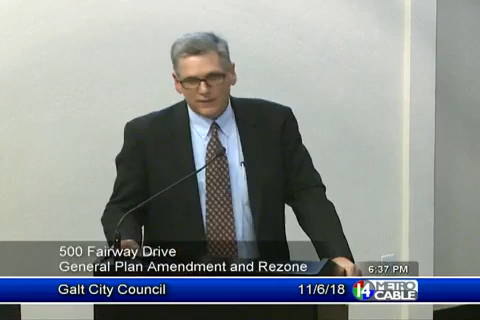 500 Fairway Drive
General Plan Amendment and Rezone
6:37 PM
Galt City Council 11/6/18 14 METRO CABLE